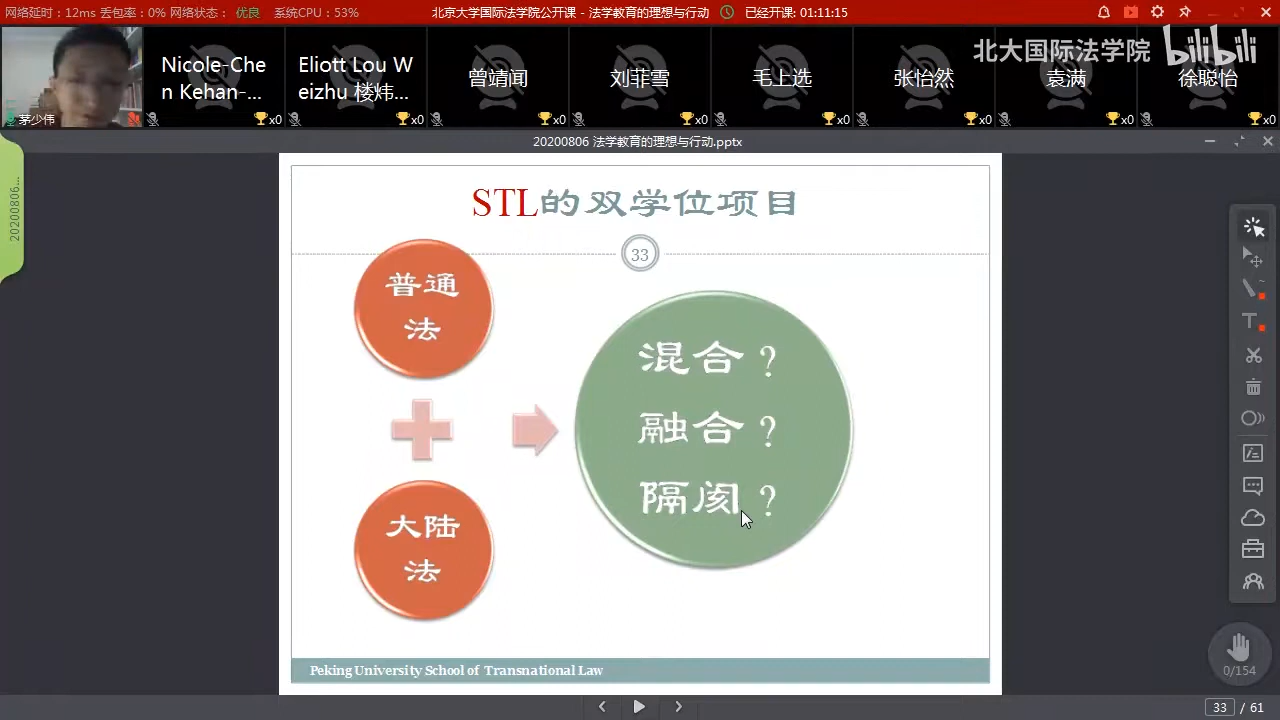 网络延时：12ms 丢包率：0% 网络状态： 优良 系统CPU：53%
北京大学国际法学院公开课 - 法学教育的理想与行动 已经开课: 01:11:15
北大国际法学院 bilibili
茅少伟
Nicole-Che
n Kehan-...
x0
Eliott Lou W
eizhu 楼炜...
x0
曾靖闻
x0
刘菲雪
x0
毛上选
x0
张怡然
x0
袁满
x0
徐聪怡
x0
20200806 法学教育的理想与行动.pptx
20200806...
STL的双学位项目
33
普通
法
大陆
法
混合？
融合？
隔阂？
Peking University School of Transnational Law
0/154
33 / 61